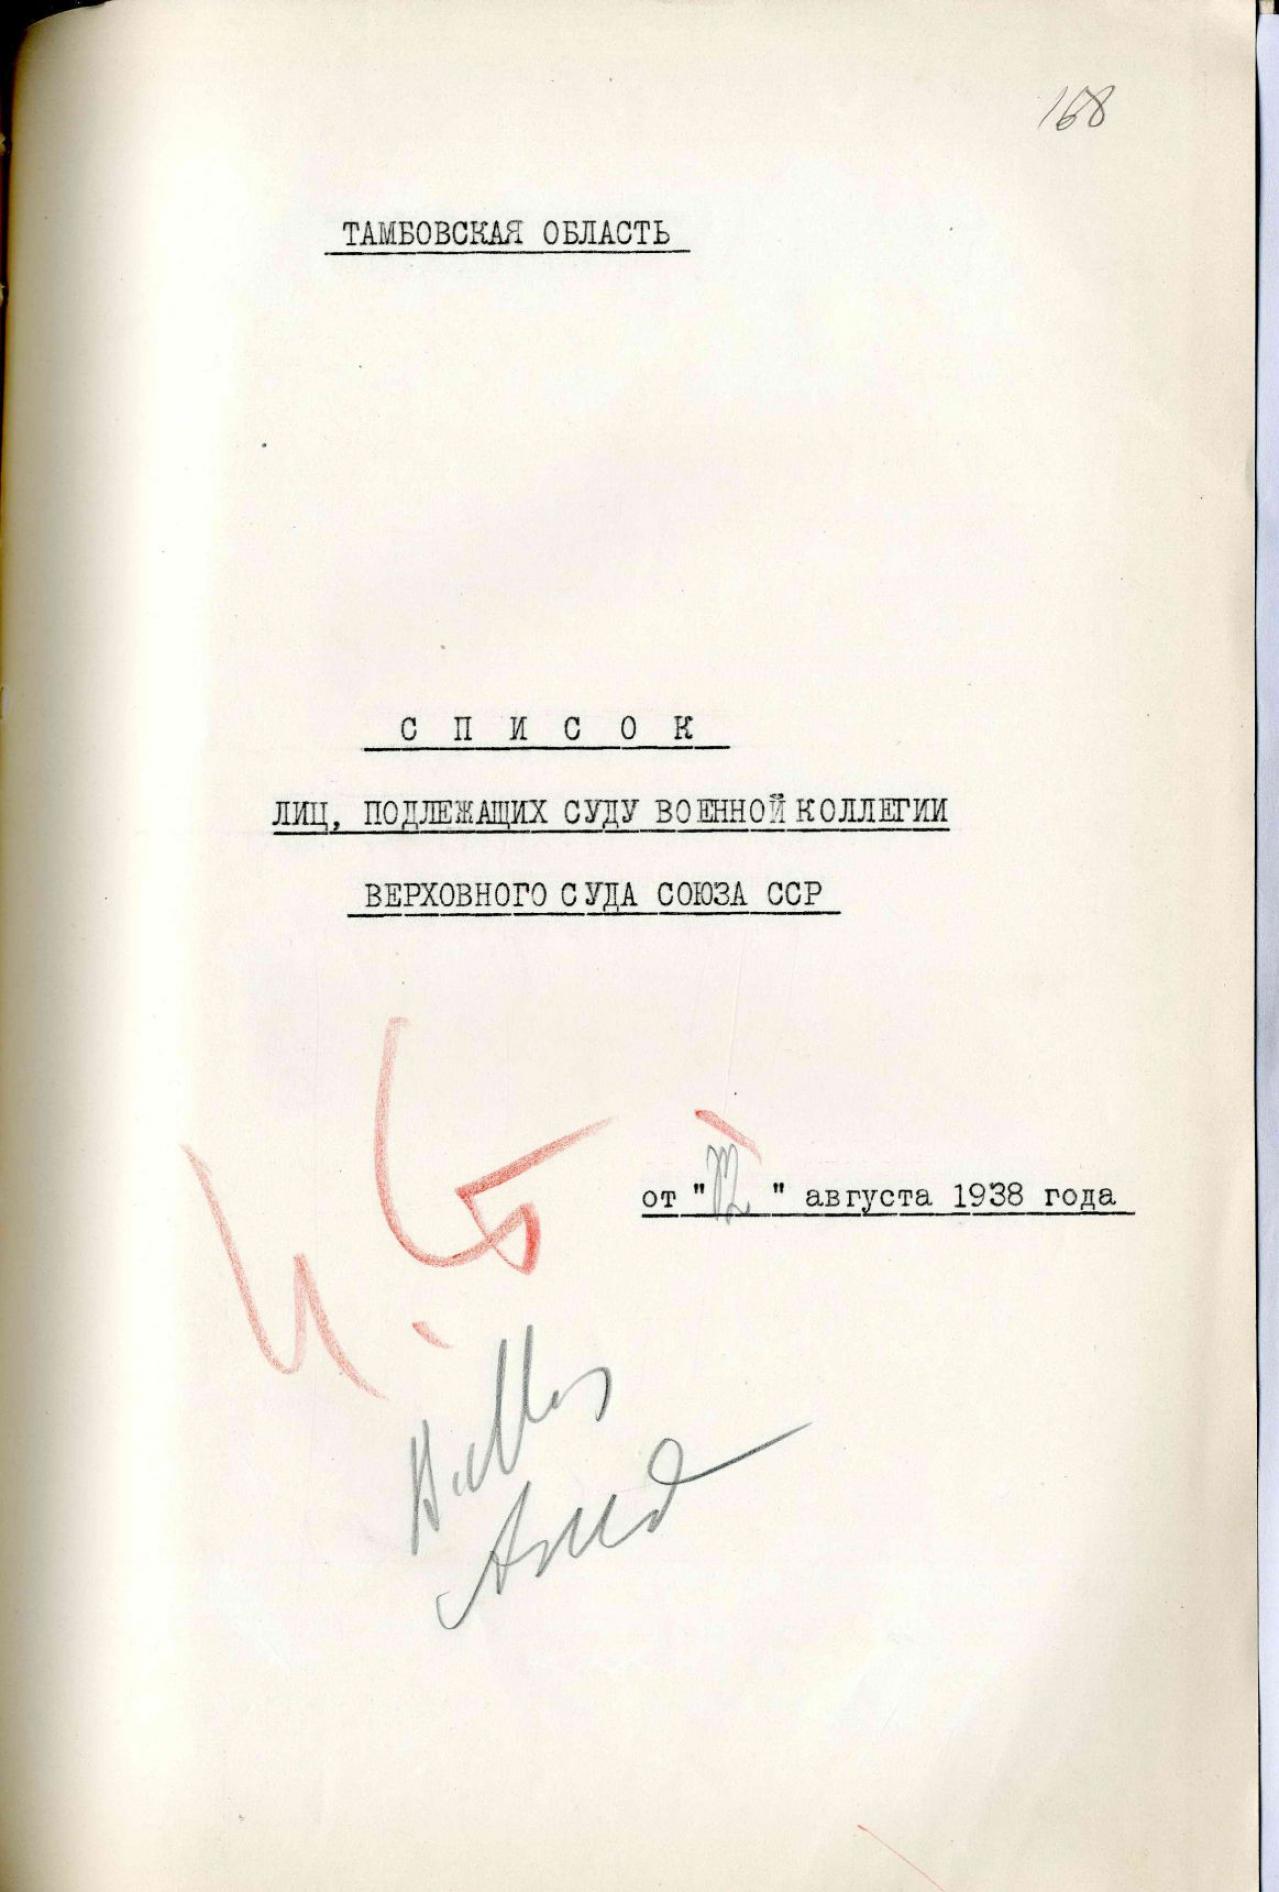 168
ТАМБОВСКАЯ ОБЛАСТЬ
С П И С О К
ЛИЦ, ПОДЛЕЖАЩИХ СУДУ ВОЕННОЙ КОЛЛЕГИИ
ВЕРХОВНОГО СУДА СОЮЗА ССР
от " " августа 1938 года